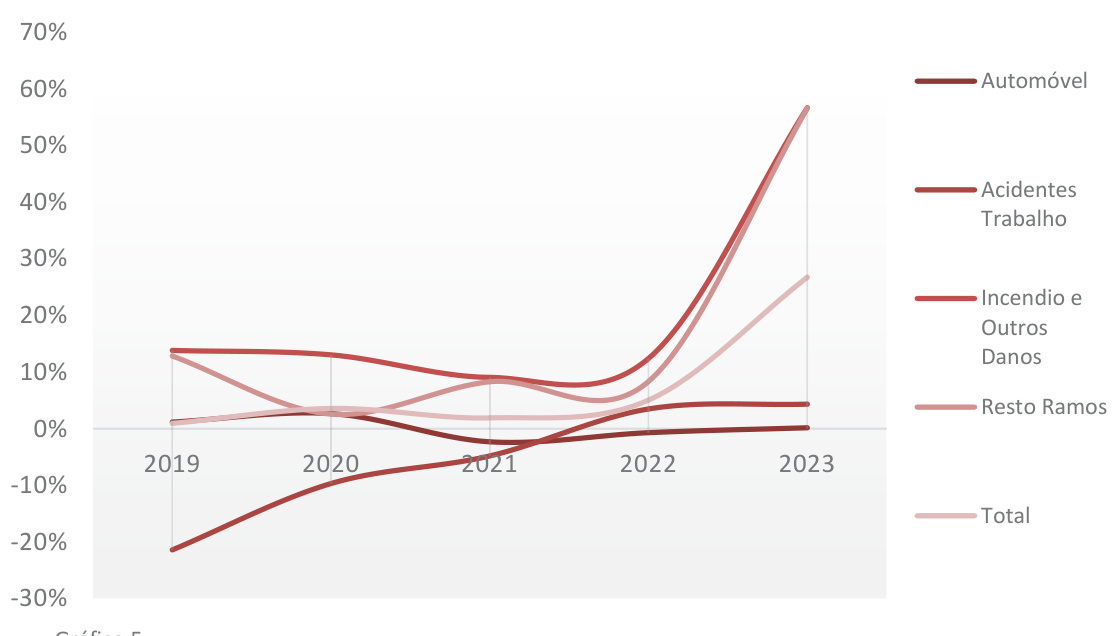 70%
60%
50%
40%
30%
20%
10%
0%
-10%
-20%
-30%
2019
2020
2021
2022
2023
Automóvel
Acidentes
Trabalho
Incendio e
Outros
Danos
Resto Ramos
Total